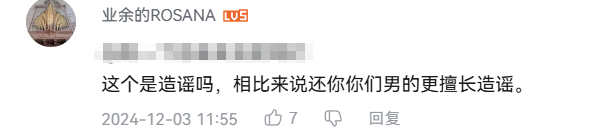 业余的ROSANA LV5
这个是造谣吗，相比来说还你你们男的更擅长造谣。
2024-12-03 11:55 7 回复